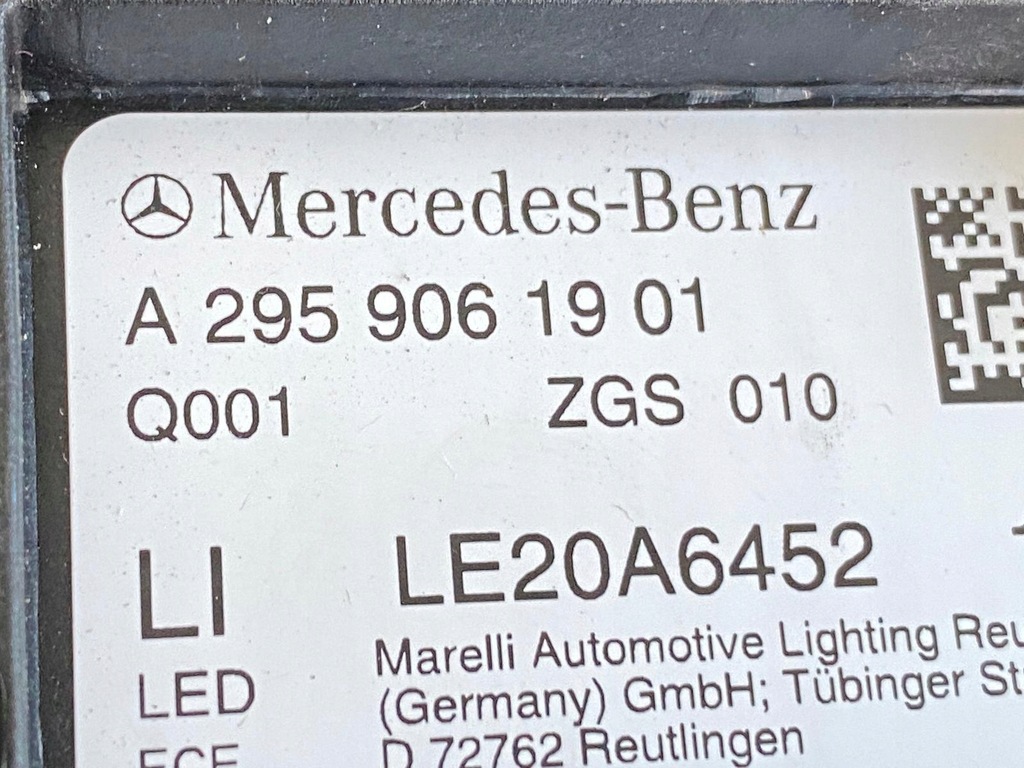 Mercedes-Benz
A 295 906 19 01
Q001 ZGS 010
LI LE20A6452
Marelli Automotive Lighting
LED (Germany) GmbH; Tübinger
ECE D 72762 Reutlingen